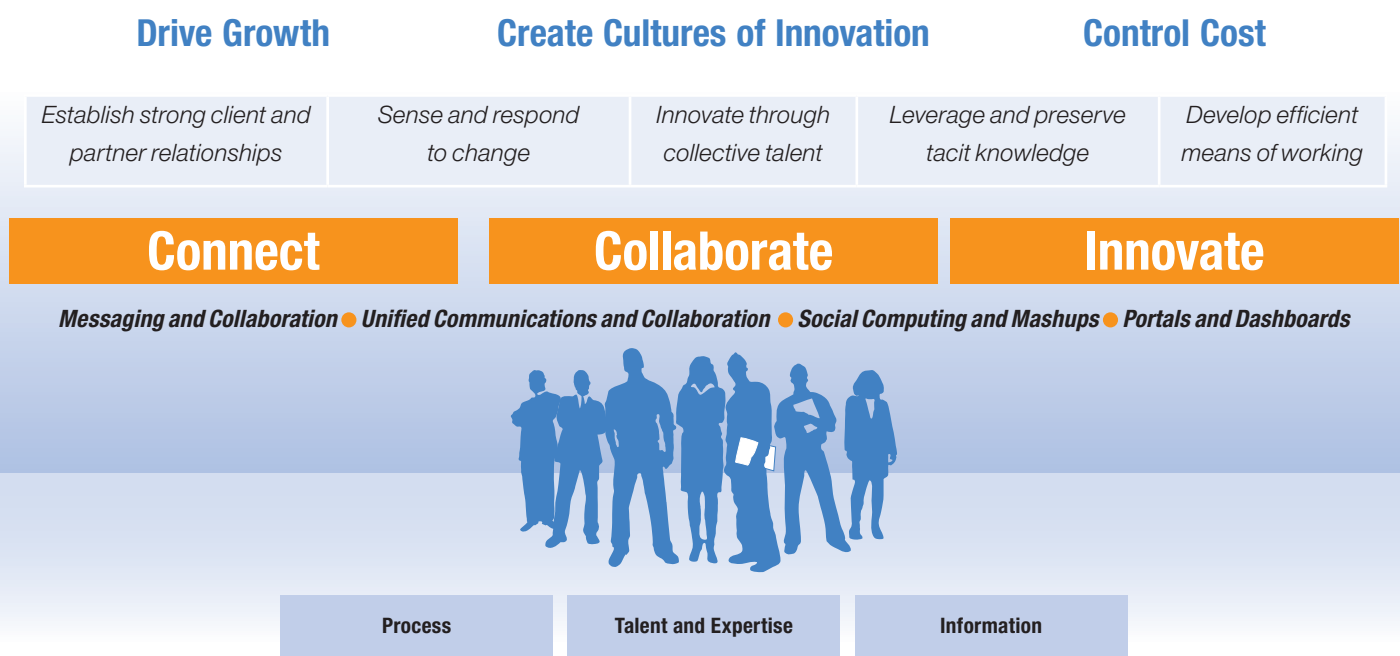 Drive Growth
Create Cultures of Innovation
Control Cost
Establish strong client and
partner relationships
Sense and respond
to change
Innovate through
collective talent
Leverage and preserve
tacit knowledge
Develop efficient
means of working
Connect
Collaborate
Innovate
Messaging and Collaboration ● Unified Communications and Collaboration ● Social Computing and Mashups ● Portals and Dashboards
Process
Talent and Expertise
Information